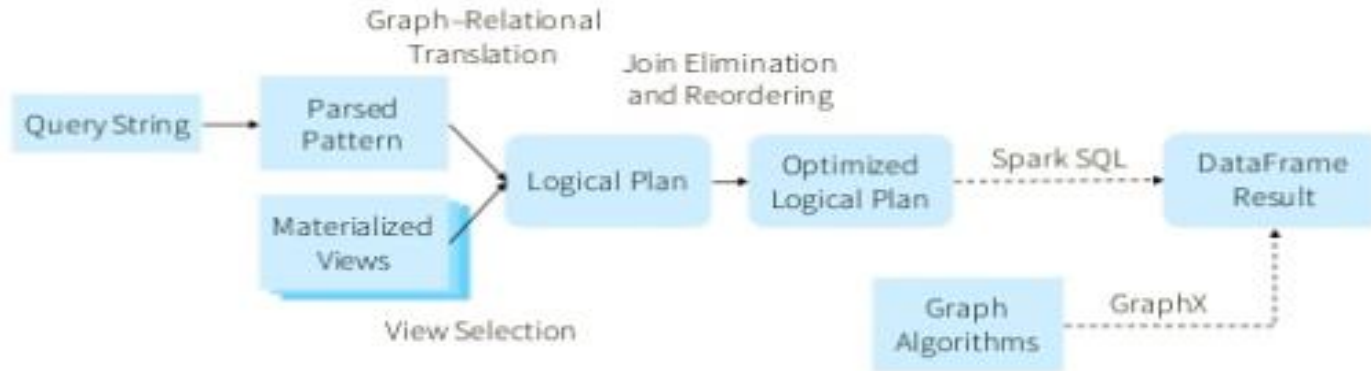 Graph–Relational
Translation
Join Elimination
and Reordering
Query String
Parsed
Pattern
Materialized
Views
Logical Plan
Optimized
Logical Plan
Spark SQL
DataFrame
Result
View Selection
Graph
Algorithms
GraphX